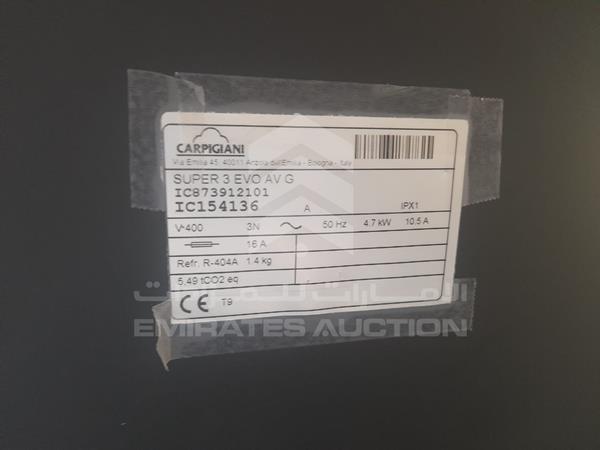 CARPIGIANI
Via Emilia 45, 40011 Anzola dell'Emilia - Bologna - Italy
SUPER 3 EVO AV G
IC873912101
IC154136 A IPX1
V~400 3N 50 Hz 4.7 kW 10.5 A
16 A
Refr. R-404A 1.4 kg
5,49 tCO2 eq
CE T9
الإمارات للمزادات
EMIRATES AUCTION